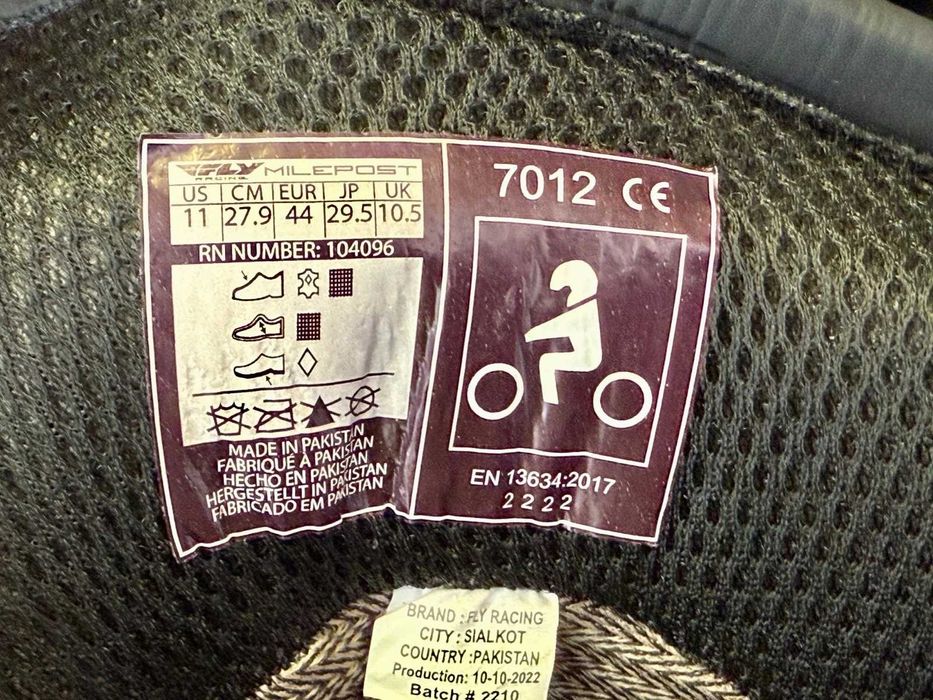 FLY RACING MILEPOST
US CM EUR JP UK
11 27.9 44 29.5 10.5
RN NUMBER: 104096
MADE IN PAKISTAN
FABRIQUÉ À PAKISTAN
HECHO EN PAKISTAN
HERGESTELLT IN PAKISTAN
FABRICADO EM PAKISTAN
7012 CE
EN 13634:2017
2 2 2 2
BRAND : FLY RACING
CITY : SIALKOT
COUNTRY :PAKISTAN
Production: 10-10-2022
Batch # 2210